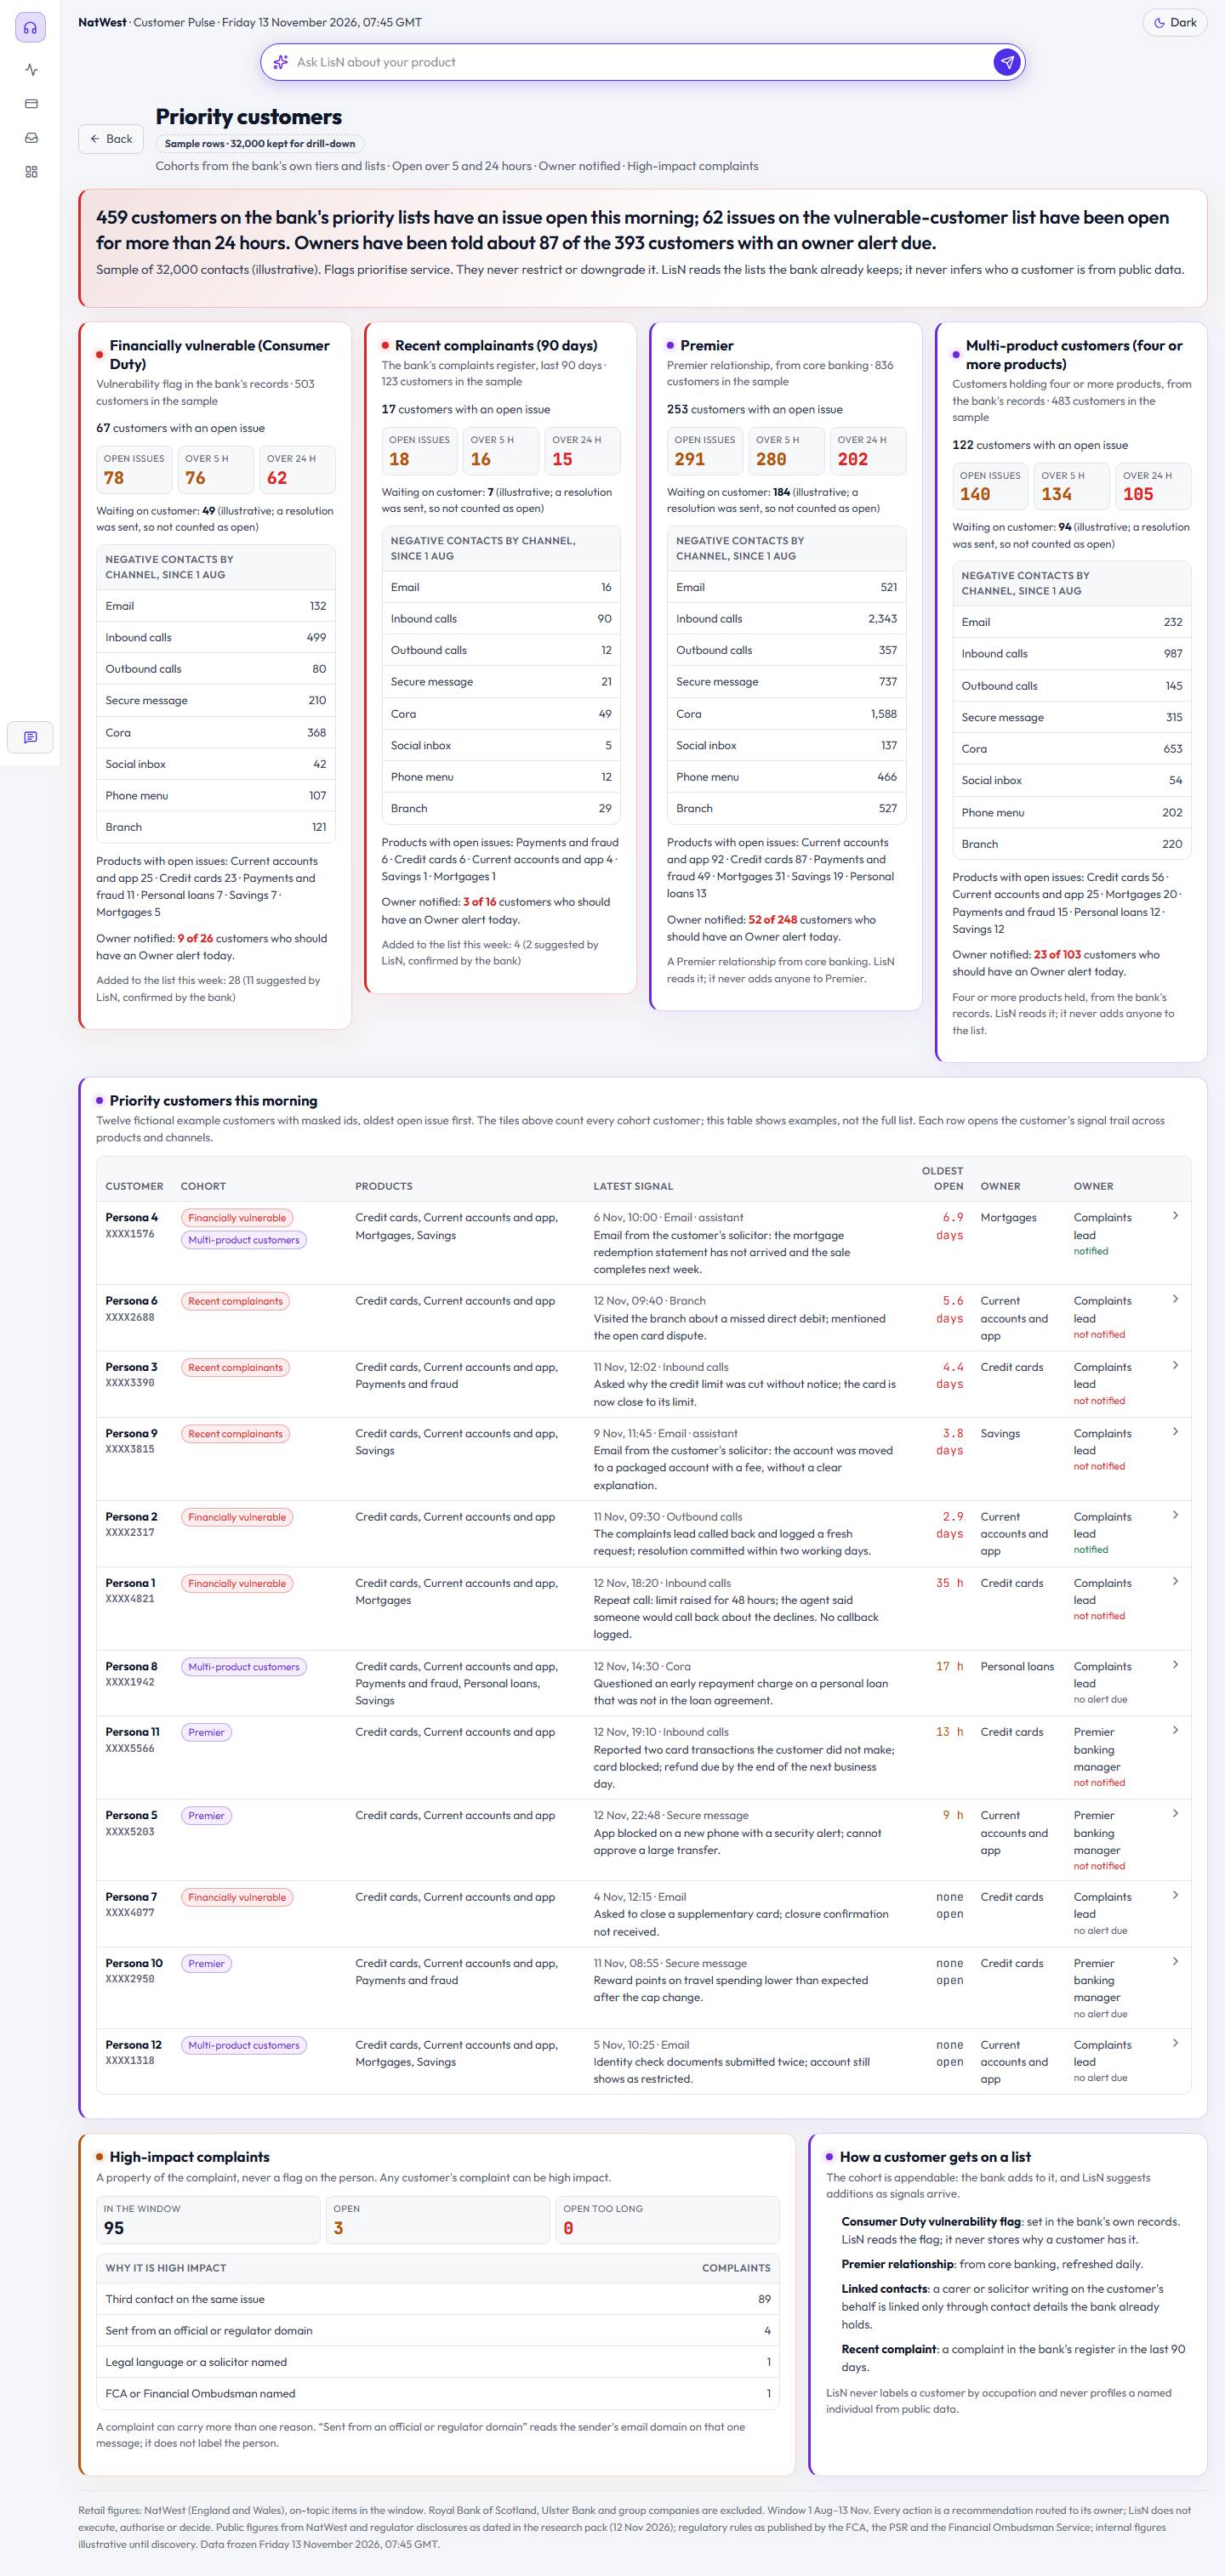 NatWest · Customer Pulse · Friday 13 November 2026, 07:45 GMT
Dark
Ask LisN about your product
Back
Priority customers
Sample rows · 32,000 kept for drill-down
Cohorts from the bank's own tiers and lists · Open over 5 and 24 hours · Owner notified · High-impact complaints
459 customers on the bank's priority lists have an issue open this morning; 62 issues on the vulnerable-customer list have been open
for more than 24 hours. Owners have been told about 87 of the 393 customers with an owner alert due.
Sample of 32,000 contacts (illustrative). Flags prioritise service. They never restrict or downgrade it. LisN reads the lists the bank already keeps; it never infers who a customer is from public data.
Financially vulnerable (Consumer
Duty)
Vulnerability flag in the bank's records · 503
customers in the sample
67 customers with an open issue
OPEN ISSUES
78
OVER 5 H
76
OVER 24 H
62
Waiting on customer: 49 (illustrative; a resolution
was sent, so not counted as open)
NEGATIVE CONTACTS BY
CHANNEL, SINCE 1 AUG
Email 132
Inbound calls 499
Outbound calls 80
Secure message 210
Cora 368
Social inbox 42
Phone menu 107
Branch 121
Products with open issues: Current accounts
and app 25 · Credit cards 23 · Payments and
fraud 11 · Personal loans 7 · Savings 7 ·
Mortgages 5
Owner notified: 9 of 26 customers who should
have an Owner alert today.
Added to the list this week: 28 (11 suggested by
LisN, confirmed by the bank)
Recent complainants (90 days)
The bank's complaints register, last 90 days ·
123 customers in the sample
17 customers with an open issue
OPEN ISSUES
18
OVER 5 H
16
OVER 24 H
15
Waiting on customer: 7 (illustrative; a resolution
was sent, so not counted as open)
NEGATIVE CONTACTS BY CHANNEL,
SINCE 1 AUG
Email 16
Inbound calls 90
Outbound calls 12
Secure message 21
Cora 49
Social inbox 5
Phone menu 12
Branch 29
Products with open issues: Payments and fraud
6 · Credit cards 6 · Current accounts and app 4 ·
Savings 1 · Mortgages 1
Owner notified: 3 of 16 customers who should
have an Owner alert today.
Added to the list this week: 4 (2 suggested by
LisN, confirmed by the bank)
Premier
Premier relationship, from core banking · 836
customers in the sample
253 customers with an open issue
OPEN ISSUES
291
OVER 5 H
280
OVER 24 H
202
Waiting on customer: 184 (illustrative; a
resolution was sent, so not counted as open)
NEGATIVE CONTACTS BY
CHANNEL, SINCE 1 AUG
Email 521
Inbound calls 2,343
Outbound calls 357
Secure message 737
Cora 1,588
Social inbox 137
Phone menu 466
Branch 527
Products with open issues: Current accounts
and app 92 · Credit cards 87 · Payments and
fraud 49 · Mortgages 31 · Savings 19 · Personal
loans 13
Owner notified: 52 of 248 customers who
should have an Owner alert today.
A Premier relationship from core banking. LisN
reads it; it never adds anyone to Premier.
Multi-product customers (four or
more products)
Customers holding four or more products, from
the bank's records · 483 customers in the
sample
122 customers with an open issue
OPEN ISSUES
140
OVER 5 H
134
OVER 24 H
105
Waiting on customer: 94 (illustrative; a resolution
was sent, so not counted as open)
NEGATIVE CONTACTS BY
CHANNEL, SINCE 1 AUG
Email 232
Inbound calls 987
Outbound calls 145
Secure message 315
Cora 653
Social inbox 54
Phone menu 202
Branch 220
Products with open issues: Credit cards 56 ·
Current accounts and app 25 · Mortgages 20 ·
Payments and fraud 15 · Personal loans 12 ·
Savings 12
Owner notified: 23 of 103 customers who
should have an Owner alert today.
Four or more products held, from the bank's
records. LisN reads it; it never adds anyone to
the list.
Priority customers this morning
Twelve fictional example customers with masked ids, oldest open issue first. The tiles above count every cohort customer; this table shows examples, not the full list. Each row opens the customer's signal trail across
products and channels.
CUSTOMER COHORT PRODUCTS LATEST SIGNAL OLDEST OPEN OWNER OWNER
Persona 4
XXXX1576
Financially vulnerable
Multi-product customers
Credit cards, Current accounts and app,
Mortgages, Savings
6 Nov, 10:00 · Email · assistant
Email from the customer's solicitor: the mortgage
redemption statement has not arrived and the sale
completes next week.
6.9
days
Mortgages
Complaints
lead
notified
Persona 6
XXXX2688
Recent complainants
Credit cards, Current accounts and app
12 Nov, 09:40 · Branch
Visited the branch about a missed direct debit; mentioned
the open card dispute.
5.6
days
Current
accounts and
app
Complaints
lead
not notified
Persona 3
XXXX3390
Recent complainants
Credit cards, Current accounts and app,
Payments and fraud
11 Nov, 12:02 · Inbound calls
Asked why the credit limit was cut without notice; the card is
now close to its limit.
4.4
days
Credit cards
Complaints
lead
not notified
Persona 9
XXXX3815
Recent complainants
Credit cards, Current accounts and app,
Savings
9 Nov, 11:45 · Email · assistant
Email from the customer's solicitor: the account was moved
to a packaged account with a fee, without a clear
explanation.
3.8
days
Savings
Complaints
lead
not notified
Persona 2
XXXX2317
Financially vulnerable
Credit cards, Current accounts and app
11 Nov, 09:30 · Outbound calls
The complaints lead called back and logged a fresh
request; resolution committed within two working days.
2.9
days
Current
accounts and
app
Complaints
lead
notified
Persona 1
XXXX4821
Financially vulnerable
Credit cards, Current accounts and app,
Mortgages
12 Nov, 18:20 · Inbound calls
Repeat call: limit raised for 48 hours; the agent said
someone would call back about the declines. No callback
logged.
35 h
Credit cards
Complaints
lead
not notified
Persona 8
XXXX1942
Multi-product customers
Credit cards, Current accounts and app,
Payments and fraud, Personal loans,
Savings
12 Nov, 14:30 · Cora
Questioned an early repayment charge on a personal loan
that was not in the loan agreement.
17 h
Personal loans
Complaints
lead
no alert due
Persona 11
XXXX5566
Premier
Credit cards, Current accounts and app
12 Nov, 19:10 · Inbound calls
Reported two card transactions the customer did not make;
card blocked; refund due by the end of the next business
day.
13 h
Credit cards
Premier
banking
manager
not notified
Persona 5
XXXX5203
Premier
Credit cards, Current accounts and app
12 Nov, 22:48 · Secure message
App blocked on a new phone with a security alert; cannot
approve a large transfer.
9 h
Current
accounts and
app
Premier
banking
manager
not notified
Persona 7
XXXX4077
Financially vulnerable
Credit cards, Current accounts and app
4 Nov, 12:15 · Email
Asked to close a supplementary card; closure confirmation
not received.
none
open
Credit cards
Complaints
lead
no alert due
Persona 10
XXXX2950
Premier
Credit cards, Current accounts and app,
Payments and fraud
11 Nov, 08:55 · Secure message
Reward points on travel spending lower than expected
after the cap change.
none
open
Credit cards
Premier
banking
manager
no alert due
Persona 12
XXXX1318
Multi-product customers
Credit cards, Current accounts and app,
Mortgages, Savings
5 Nov, 10:25 · Email
Identity check documents submitted twice; account still
shows as restricted.
none
open
Current
accounts and
app
Complaints
lead
no alert due
High-impact complaints
A property of the complaint, never a flag on the person. Any customer's complaint can be high impact.
IN THE WINDOW
95
OPEN
3
OPEN TOO LONG
0
WHY IT IS HIGH IMPACT COMPLAINTS
Third contact on the same issue 89
Sent from an official or regulator domain 4
Legal language or a solicitor named 1
FCA or Financial Ombudsman named 1
A complaint can carry more than one reason. “Sent from an official or regulator domain” reads the sender's email domain on that one
message; it does not label the person.
How a customer gets on a list
The cohort is appendable: the bank adds to it, and LisN suggests
additions as signals arrive.
Consumer Duty vulnerability flag: set in the bank's own records.
LisN reads the flag; it never stores why a customer has it.
Premier relationship: from core banking, refreshed daily.
Linked contacts: a carer or solicitor writing on the customer's
behalf is linked only through contact details the bank already
holds.
Recent complaint: a complaint in the bank's register in the last 90
days.
LisN never labels a customer by occupation and never profiles a named
individual from public data.
Retail figures: NatWest (England and Wales), on-topic items in the window. Royal Bank of Scotland, Ulster Bank and group companies are excluded. Window 1 Aug–13 Nov. Every action is a recommendation routed to its owner; LisN does not
execute, authorise or decide. Public figures from NatWest and regulator disclosures as dated in the research pack (12 Nov 2026); regulatory rules as published by the FCA, the PSR and the Financial Ombudsman Service; internal figures
illustrative until discovery. Data frozen Friday 13 November 2026, 07:45 GMT.